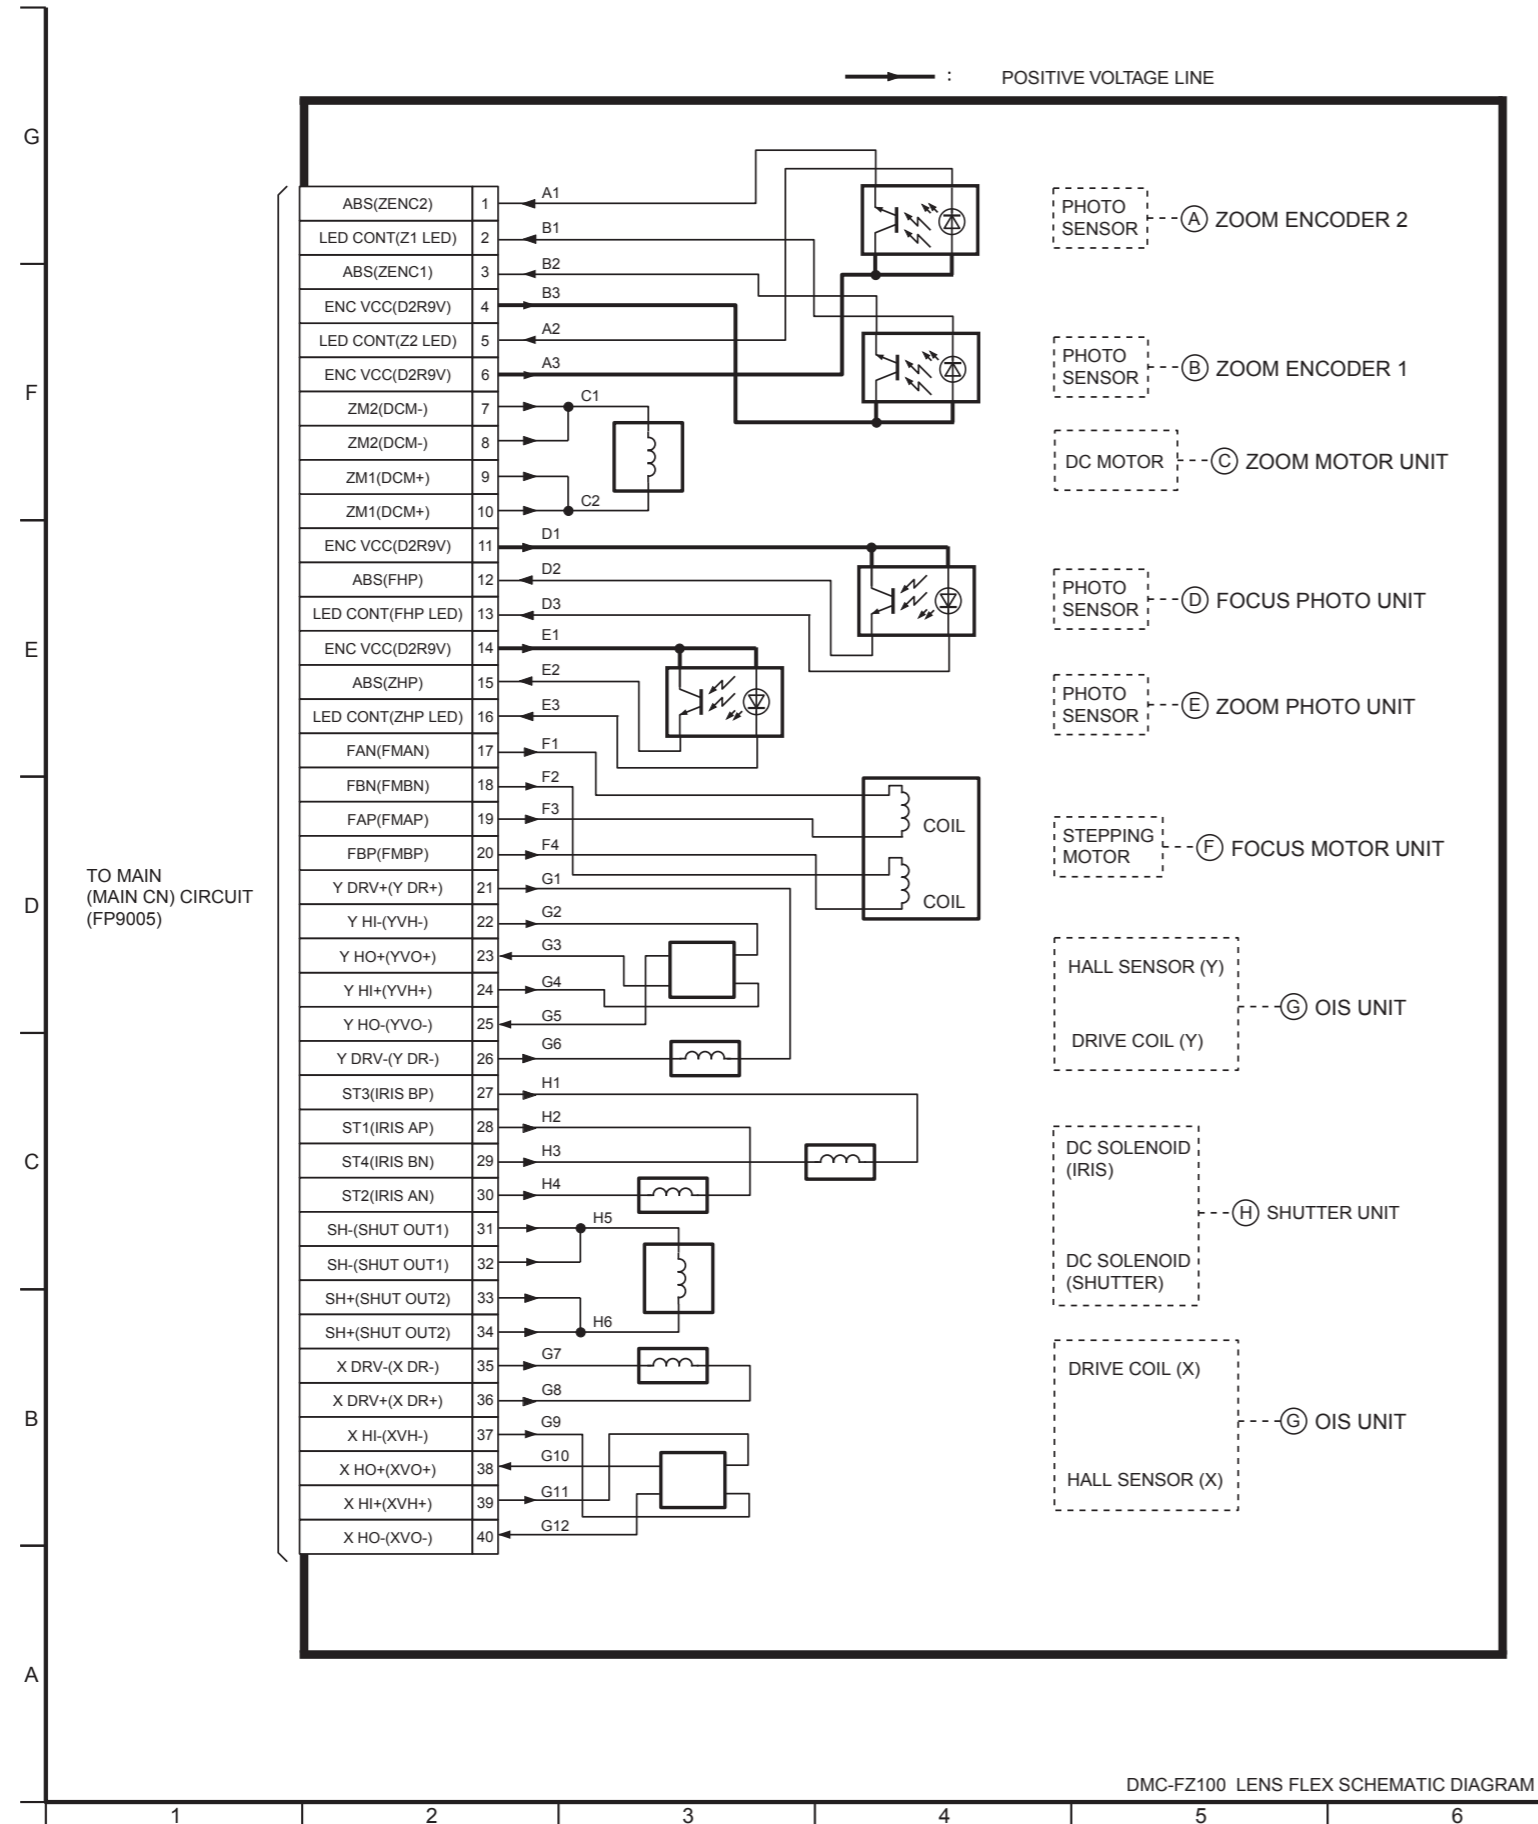 : POSITIVE VOLTAGE LINE
G
ABS(ZENC2) 1 A1
PHOTO
SENSOR
A ZOOM ENCODER 2
LED CONT(Z1 LED) 2 B1
ABS(ZENC1) 3 B2
ENC VCC(D2R9V) 4 B3
LED CONT(Z2 LED) 5 A2
PHOTO
SENSOR
B ZOOM ENCODER 1
ENC VCC(D2R9V) 6 A3
F
ZM2(DCM-) 7 C1
ZM2(DCM-) 8
DC MOTOR C ZOOM MOTOR UNIT
ZM1(DCM+) 9
ZM1(DCM+) 10 C2
ENC VCC(D2R9V) 11 D1
ABS(FHP) 12 D2
PHOTO
SENSOR
D FOCUS PHOTO UNIT
LED CONT(FHP LED) 13 D3
E
ENC VCC(D2R9V) 14 E1
ABS(ZHP) 15 E2
PHOTO
SENSOR
E ZOOM PHOTO UNIT
LED CONT(ZHP LED) 16 E3
FAN(FMAN) 17 F1
FBN(FMBN) 18 F2
FAP(FMAP) 19 F3
COIL
STEPPING
MOTOR
F FOCUS MOTOR UNIT
FBP(FMBP) 20 F4
TO MAIN
(MAIN CN) CIRCUIT
(FP9005)
D
Y DRV+(Y DR+) 21 G1
COIL
Y HI-(YVH-) 22 G2
Y HO+(YVO+) 23 G3
HALL SENSOR (Y)
Y HI+(YVH+) 24 G4
G OIS UNIT
Y HO-(YVO-) 25 G5
DRIVE COIL (Y)
Y DRV-(Y DR-) 26 G6
ST3(IRIS BP) 27 H1
ST1(IRIS AP) 28 H2
C
ST4(IRIS BN) 29 H3
DC SOLENOID
(IRIS)
ST2(IRIS AN) 30 H4
H SHUTTER UNIT
SH-(SHUT OUT1) 31 H5
SH-(SHUT OUT1) 32
DC SOLENOID
(SHUTTER)
SH+(SHUT OUT2) 33
SH+(SHUT OUT2) 34 H6
X DRV-(X DR-) 35 G7
DRIVE COIL (X)
X DRV+(X DR+) 36 G8
B
G OIS UNIT
X HI-(XVH-) 37 G9
X HO+(XVO+) 38 G10
HALL SENSOR (X)
X HI+(XVH+) 39 G11
X HO-(XVO-) 40 G12
A
DMC-FZ100 LENS FLEX SCHEMATIC DIAGRAM
1 2 3 4 5 6